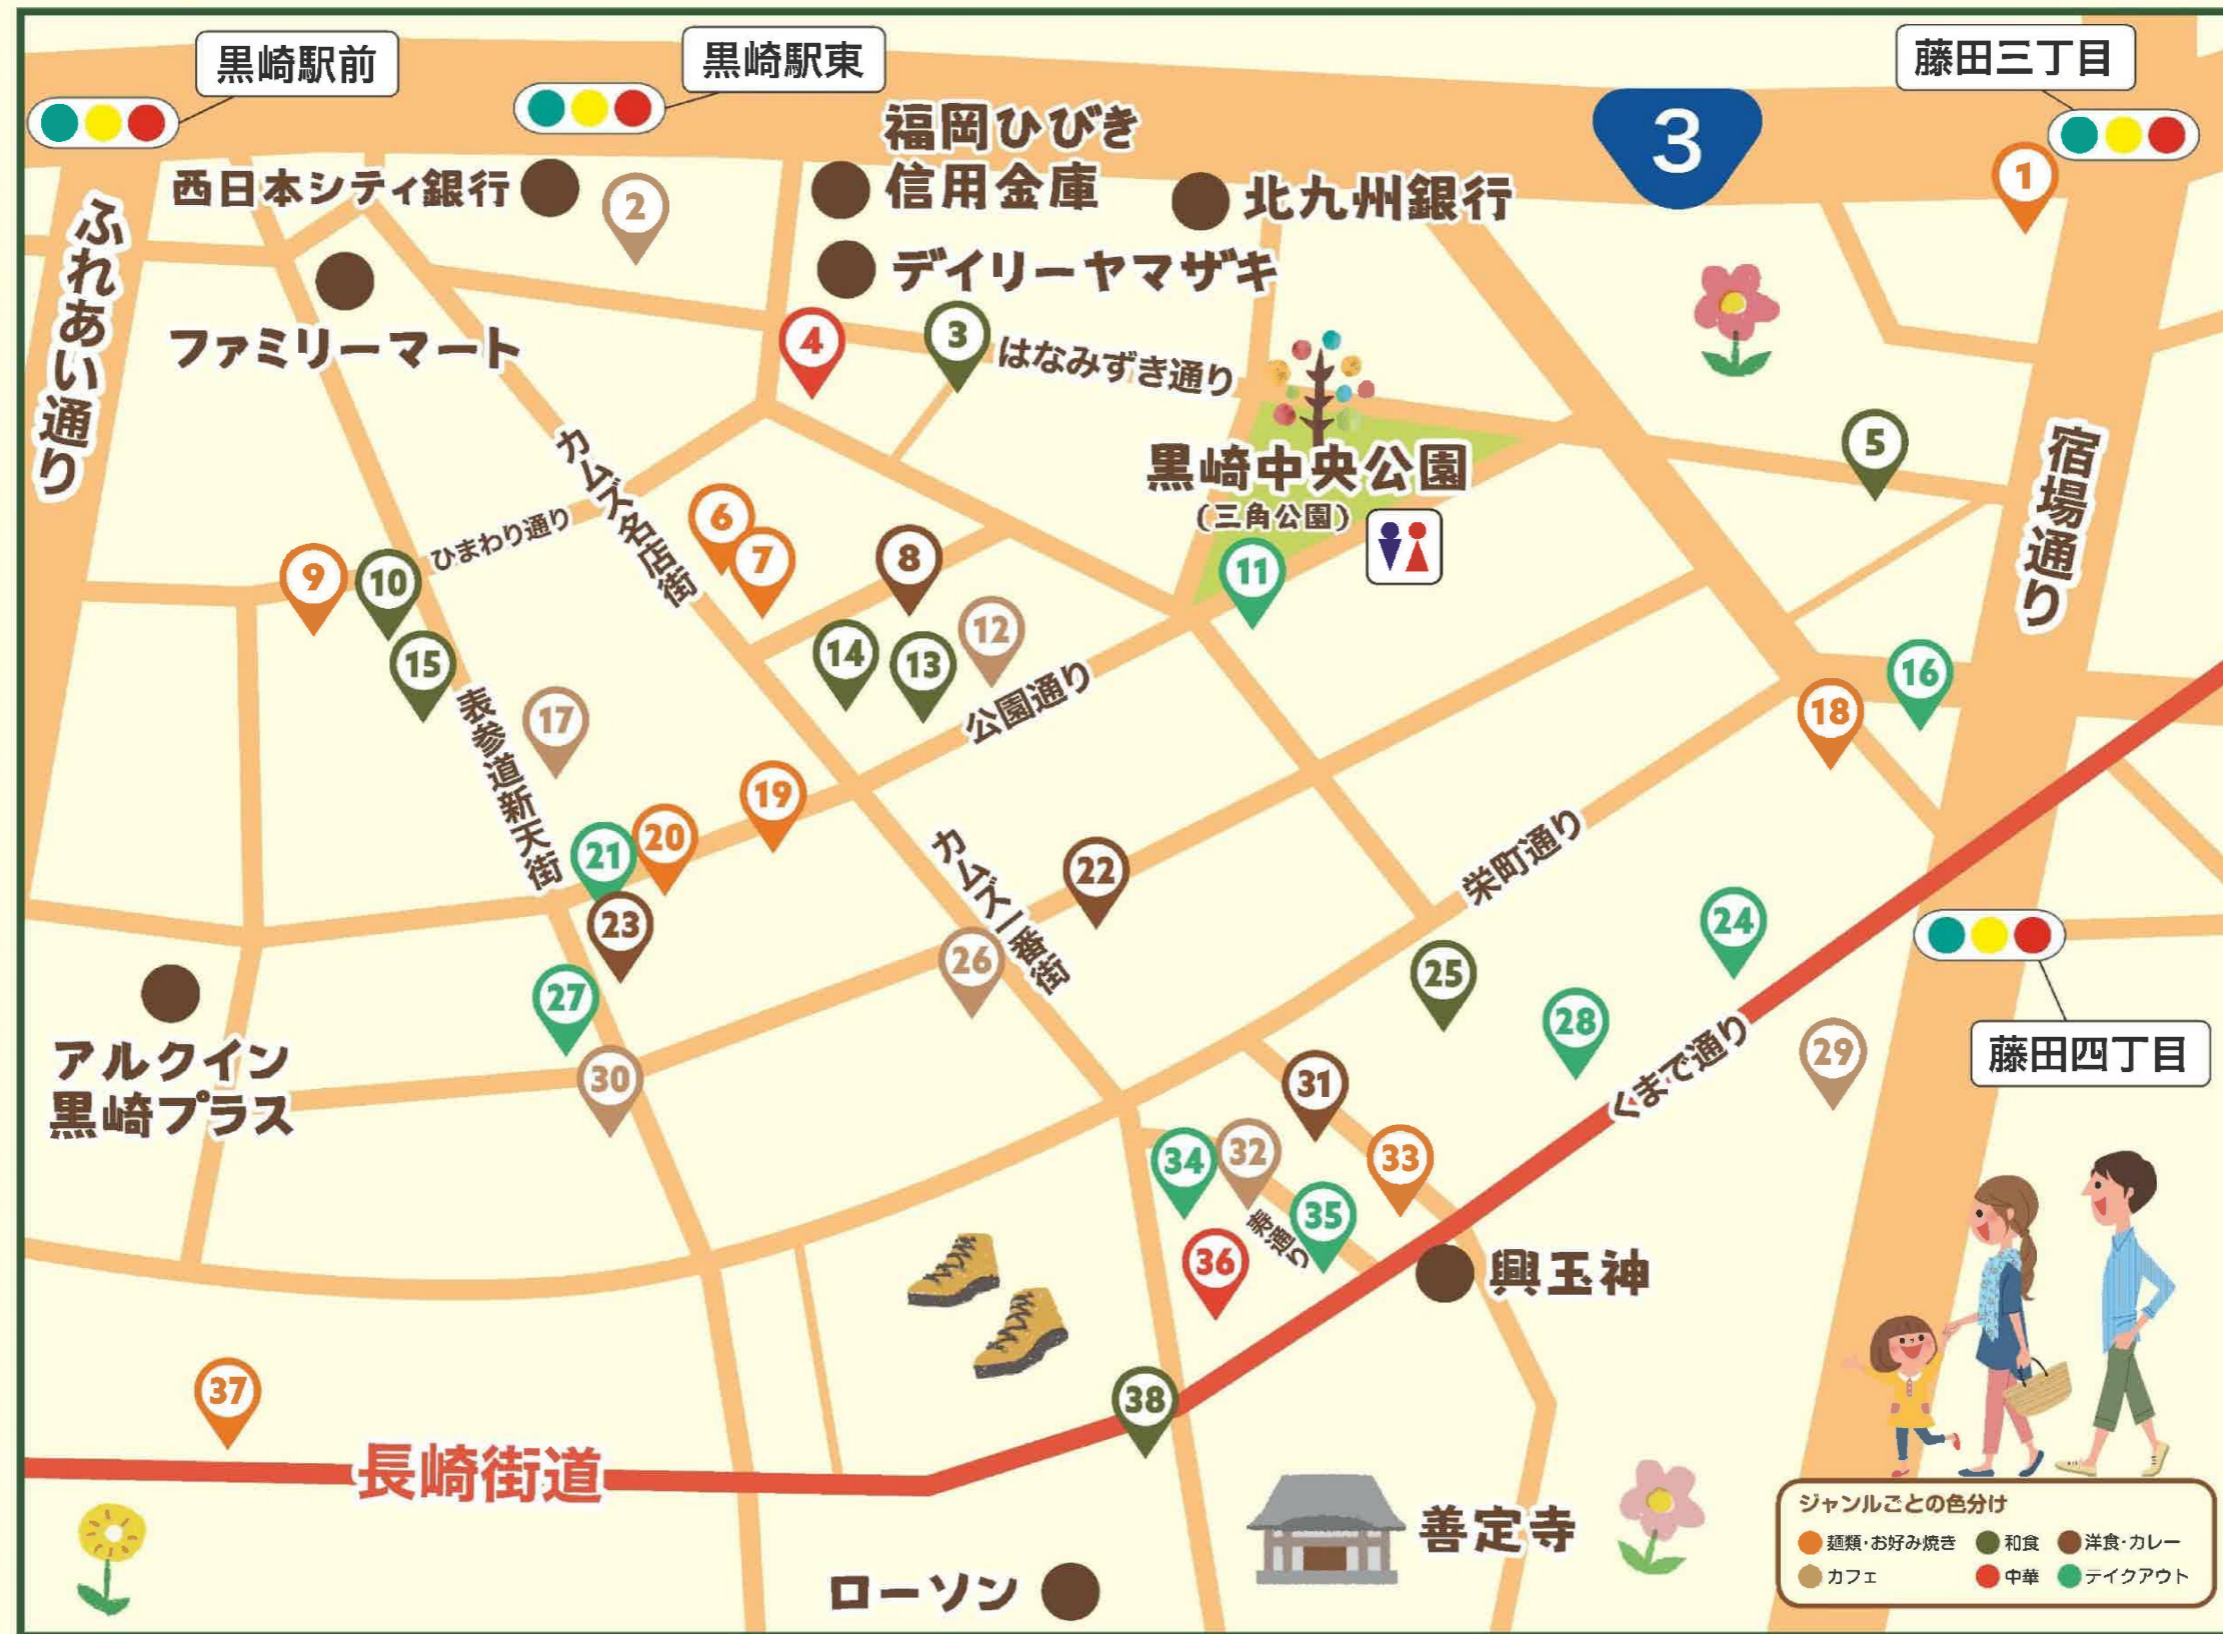 黒崎駅前
黒崎駅東
藤田三丁目
3
福岡ひびき
信用金庫
西日本シティ銀行
北九州銀行
1
2
ふれあい通り
デイリーヤマザキ
ファミリーマート
4
3
はなみずき通り
カムズ名店街
黒崎中央公園
(三角公園)
5
宿場通り
ひまわり通り
6
7
8
9
10
11
12
13
14
15
16
表参道新天街
17
公園通り
18
19
20
21
カムズ一番街
22
栄町通り
23
24
25
26
27
28
藤田四丁目
アルクイン
黒崎プラス
くまで通り
29
30
31
32
33
34
35
寿通り
36
興玉神
37
38
長崎街道
善定寺
ローソン
ジャンルごとの色分け
麺類・お好み焼き 和食 洋食・カレー
カフェ 中華 テイクアウト